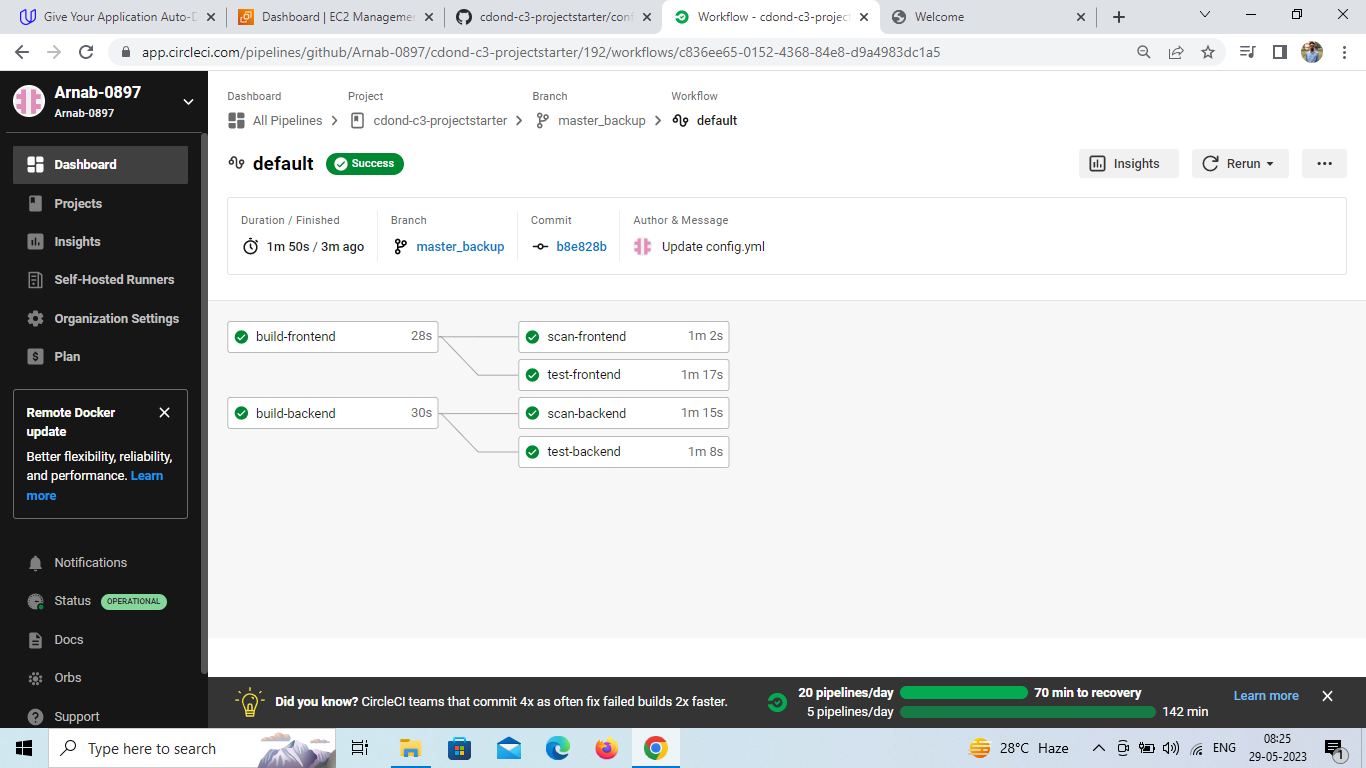 Give Your Application Auto-D
Dashboard | EC2 Managemen
cdond-c3-projectstarter/conf
Workflow - cdond-c3-project
Welcome
app.circleci.com/pipelines/github/Arnab-0897/cdond-c3-projectstarter/192/workflows/c836ee65-0152-4368-84e8-d9a4983dc1a5
Arnab-0897
Arnab-0897
Dashboard
Projects
Insights
Self-Hosted Runners
Organization Settings
Plan
Remote Docker
update
Better flexibility, reliability,
and performance. Learn
more
Notifications
Status OPERATIONAL
Docs
Orbs
Support
Dashboard Project Branch Workflow
All Pipelines cdond-c3-projectstarter master_backup default
default Success
Insights Rerun
Duration / Finished Branch Commit Author & Message
1m 50s / 3m ago master_backup b8e828b Update config.yml
build-frontend 28s scan-frontend 1m 2s
test-frontend 1m 17s
build-backend 30s scan-backend 1m 15s
test-backend 1m 8s
Did you know? CircleCI teams that commit 4x as often fix failed builds 2x faster.
20 pipelines/day 70 min to recovery
5 pipelines/day 142 min
Learn more
Type here to search
28°C Haze
ENG
08:25
29-05-2023
1